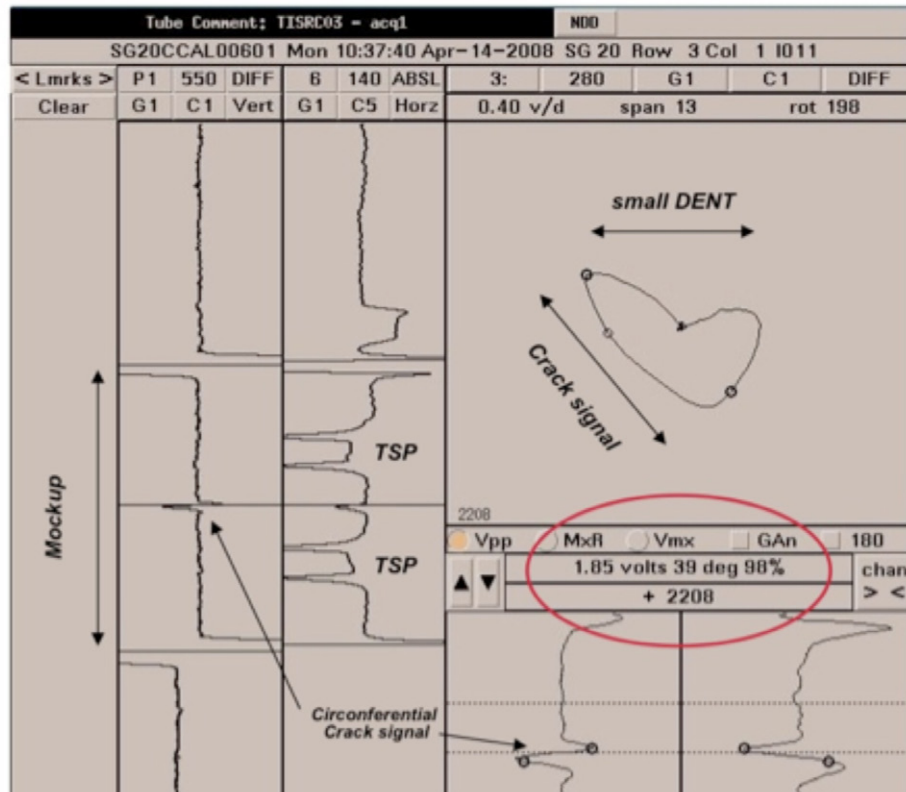 Tube Comment: TISRC03 - acq1 NDD
SG20CCAL00601 Mon 10:37:40 Apr-14-2008 SG 20 Row 3 Col 1 I011
< Lmrks > P1 550 DIFF 6 140 ABSL 3: 280 G1 C1 DIFF
Clear G1 C1 Vert G1 C5 Horz 0.40 v/d span 13 rot 198
small DENT
Crack signal
Mockup
TSP
TSP
2208
Vpp MxR Vmx GAn 180
1.85 volts 39 deg 98% chan
+ 2208 > <
Circonferential
Crack signal